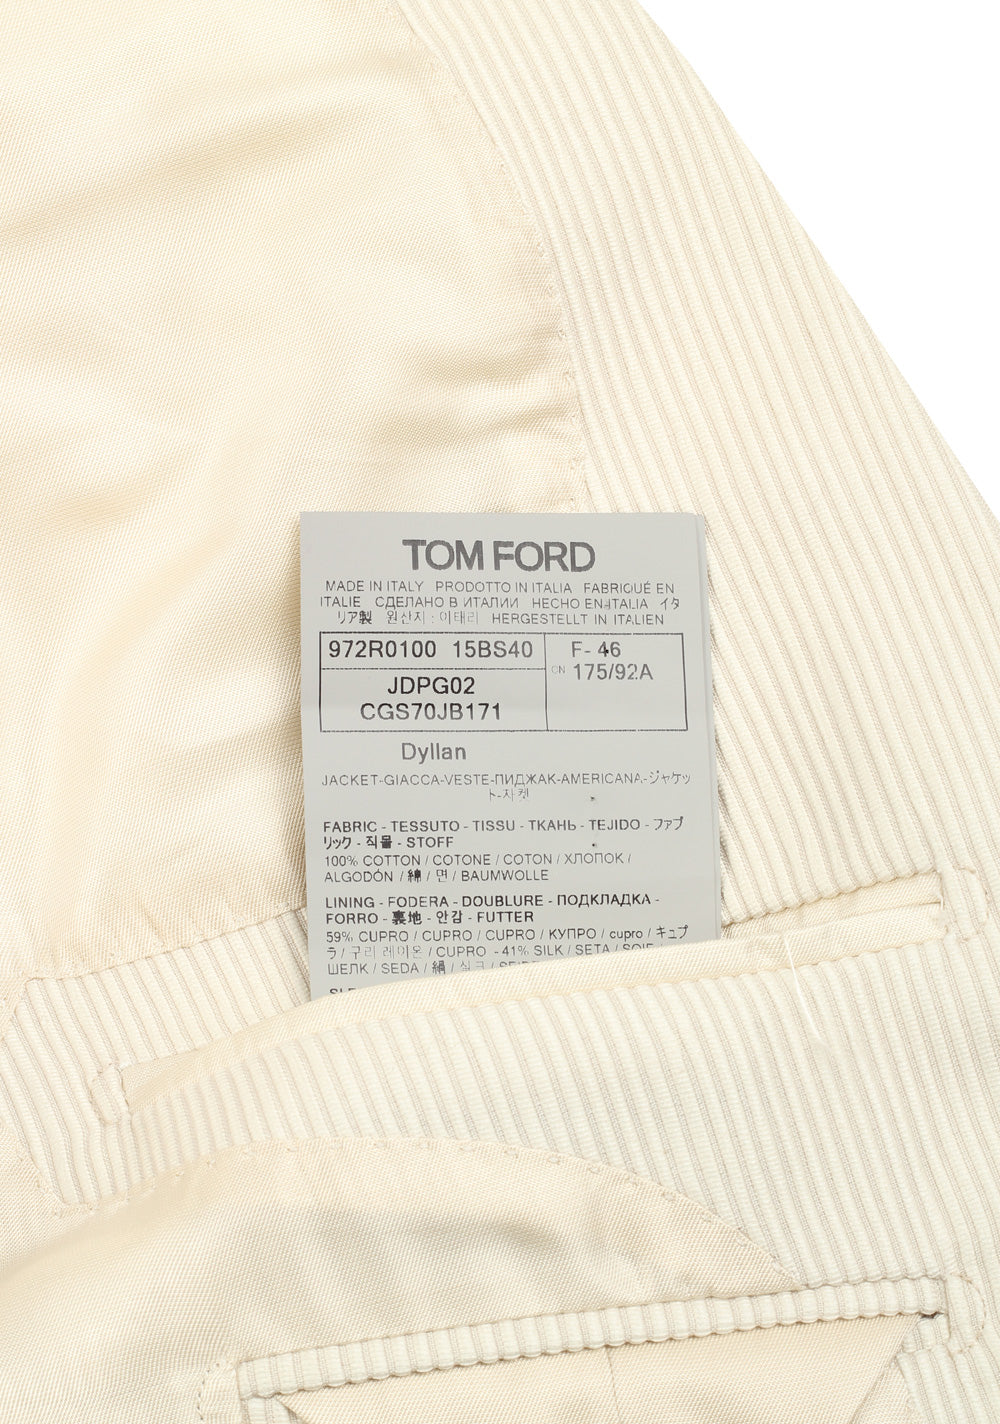 TOM FORD
MADE IN ITALY PRODOTTO IN ITALIA FABRIQUÉ EN
ITALIE СДЕЛАНО В ИТАЛИИ HECHO EN ITALIA イタ
リア製 원산지 : 이태리 HERGESTELLT IN ITALIEN
972R0100 15BS40 F- 46
CN 175/92A
JDPG02
CGS70JB171
Dyllan
JACKET-GIACCA-VESTE-ПИДЖАК-AMERICANA-ジャケッ
ト-자켓
FABRIC - TESSUTO - TISSU - ТКАНЬ - TEJIDO - ファブ
リック - 직물 - STOFF
100% COTTON / COTONE / COTON / ХЛОПОК /
ALGODÓN / 綿 / 면 / BAUMWOLLE
LINING - FODERA - DOUBLURE - ПОДКЛАДКА -
FORRO - 裏地 - 안감 - FUTTER
59% CUPRO / CUPRO / CUPRO / КУПРО / cupro / キュプ
ラ / 구리 레이온 / CUPRO - 41% SILK / SETA / SOIE
ШЕЛК / SEDA / 絹 / 실크 /